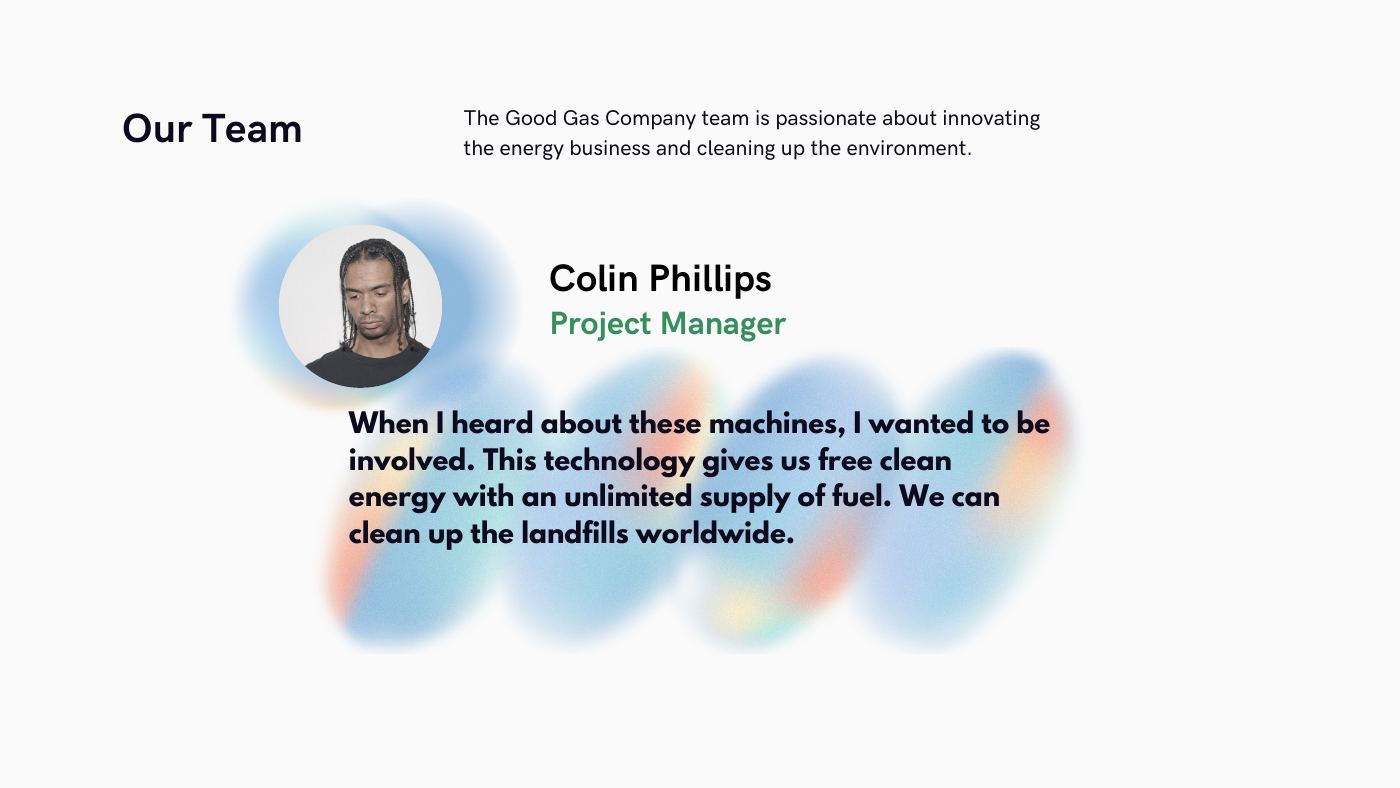 Our Team
The Good Gas Company team is passionate about innovating
the energy business and cleaning up the environment.
Colin Phillips
Project Manager
When I heard about these machines, I wanted to be
involved. This technology gives us free clean
energy with an unlimited supply of fuel. We can
clean up the landfills worldwide.